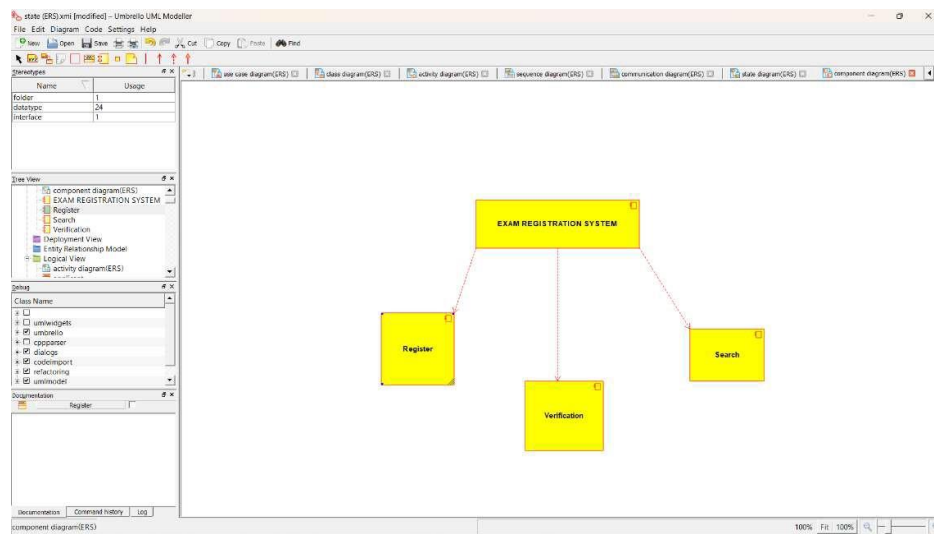 state (ERS).xmi [modified] – Umbrello UML Modeller
File Edit Diagram Code Settings Help
New Open Save Cut Copy Paste Find
Stereotypes
Name Usage
folder 1
datatype 24
interface 1
use case diagram(ERS) class diagram(ERS) activity diagram(ERS) sequence diagram(ERS) communication diagram(ERS) state diagram(ERS) component diagram(ERS)
Tree View
component diagram(ERS)
EXAM REGISTRATION SYSTEM
Register
Search
Verification
Deployment View
Entity Relationship Model
Logical View
activity diagram(ERS)
Debug
Class Name
umlwidgets
umbrello
cppparser
dialogs
codeimport
refactoring
umlmodel
Documentation
Register
Documentation Command history Log
EXAM REGISTRATION SYSTEM
Register
Search
Verification
component diagram(ERS)
100% Fit 100%